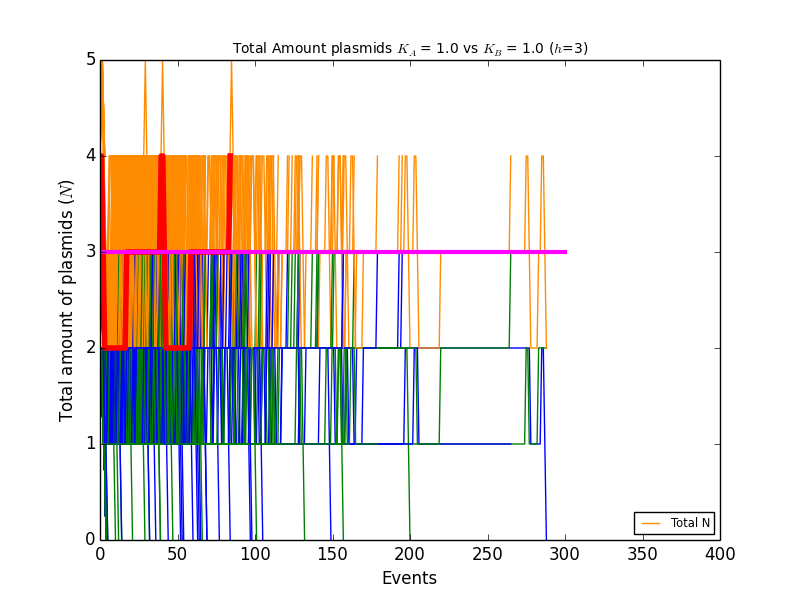 Total Amount plasmids K_A = 1.0 vs K_B = 1.0 (h=3)
Total amount of plasmids (N)
5
4
3
2
1
0
0 50 100 150 200 250 300 350 400
Events
Total N